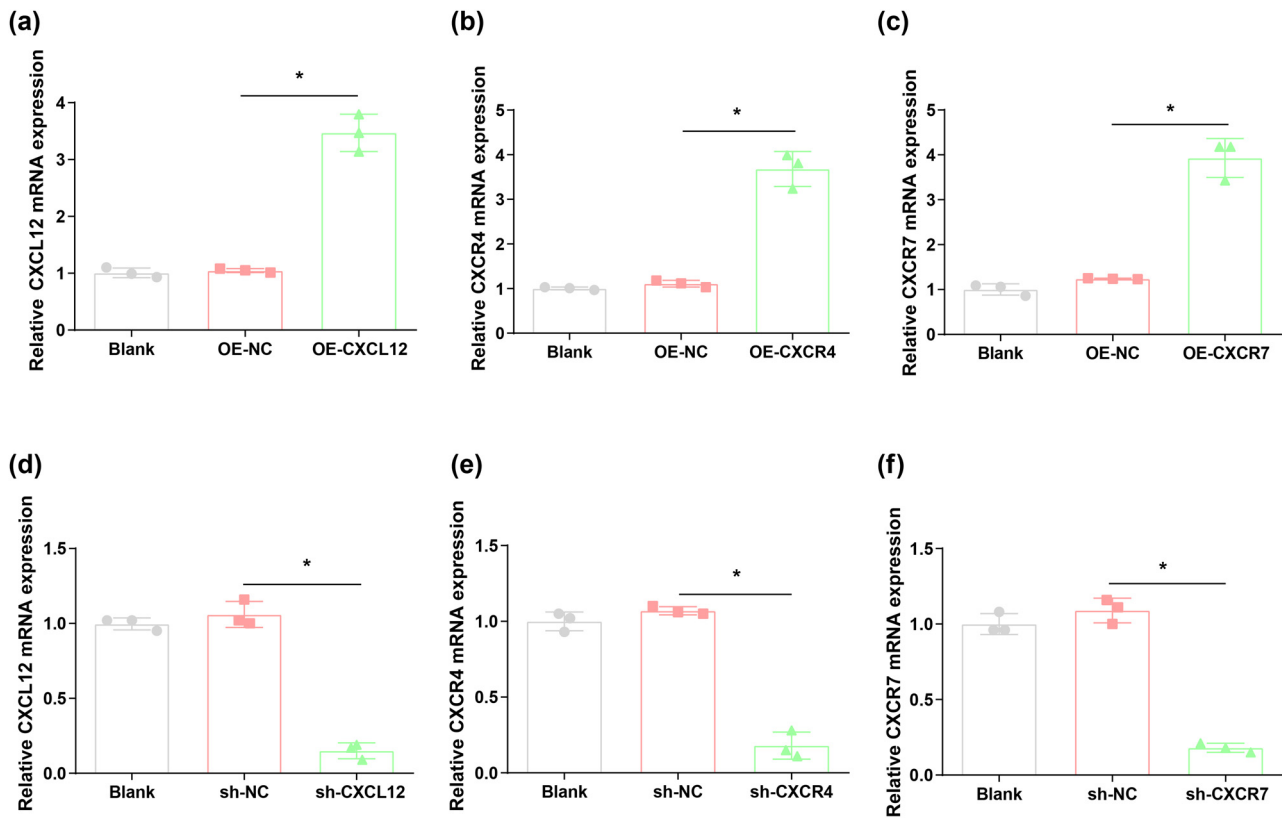 (a)
Relative CXCL12 mRNA expression
4
3
2
1
0
*
Blank OE-NC OE-CXCL12
(b)
Relative CXCR4 mRNA expression
5
4
3
2
1
0
*
Blank OE-NC OE-CXCR4
(c)
Relative CXCR7 mRNA expression
5
4
3
2
1
0
*
Blank OE-NC OE-CXCR7
(d)
Relative CXCL12 mRNA expression
1.5
1.0
0.5
0.0
*
Blank sh-NC sh-CXCL12
(e)
Relative CXCR4 mRNA expression
1.5
1.0
0.5
0.0
*
Blank sh-NC sh-CXCR4
(f)
Relative CXCR7 mRNA expression
1.5
1.0
0.5
0.0
*
Blank sh-NC sh-CXCR7